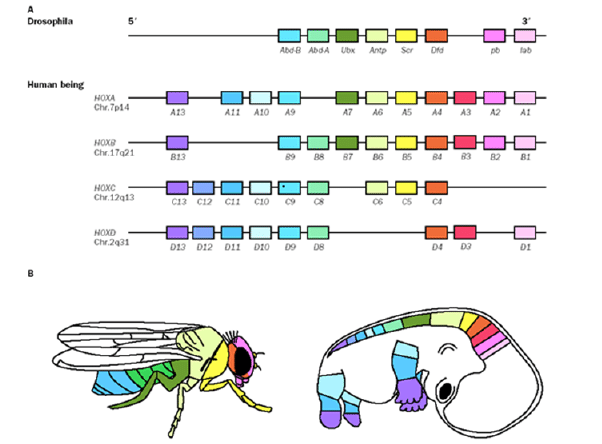 A
Drosophila 5´ 3´
Abd-B Abd-A Ubx Antp Scr Dfd pb lab
Human being
HOXA
Chr.7p14
A13 A11 A10 A9 A7 A6 A5 A4 A3 A2 A1
HOXB
Chr.17q21
B13 B9 B8 B7 B6 B5 B4 B3 B2 B1
HOXC
Chr.12q13
C13 C12 C11 C10 C9 C8 C6 C5 C4
HOXD
Chr.2q31
D13 D12 D11 D10 D9 D8 D4 D3 D1
B